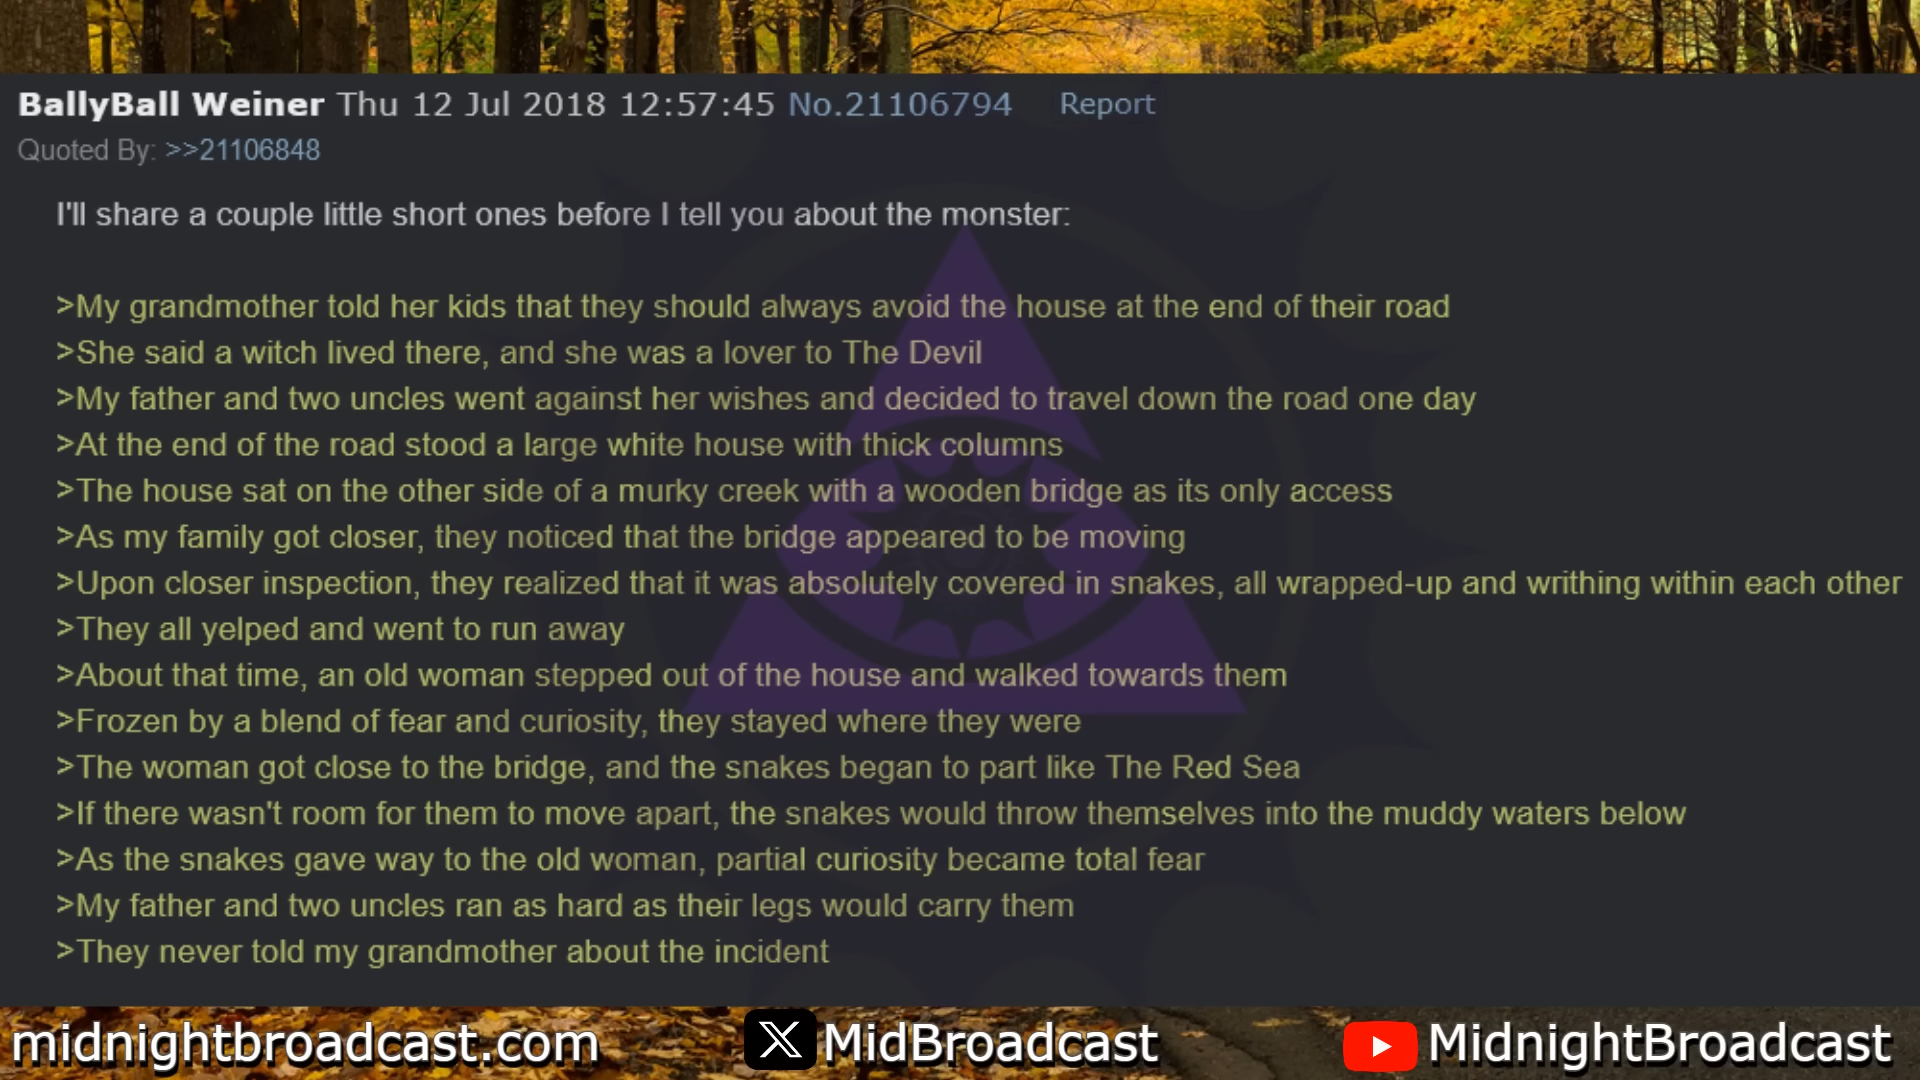 BallyBall Weiner Thu 12 Jul 2018 12:57:45 No.21106794 Report
Quoted By: >>21106848
I'll share a couple little short ones before I tell you about the monster:
>My grandmother told her kids that they should always avoid the house at the end of their road
>She said a witch lived there, and she was a lover to The Devil
>My father and two uncles went against her wishes and decided to travel down the road one day
>At the end of the road stood a large white house with thick columns
>The house sat on the other side of a murky creek with a wooden bridge as its only access
>As my family got closer, they noticed that the bridge appeared to be moving
>Upon closer inspection, they realized that it was absolutely covered in snakes, all wrapped-up and writhing within each other
>They all yelped and went to run away
>About that time, an old woman stepped out of the house and walked towards them
>Frozen by a blend of fear and curiosity, they stayed where they were
>The woman got close to the bridge, and the snakes began to part like The Red Sea
>If there wasn't room for them to move apart, the snakes would throw themselves into the muddy waters below
>As the snakes gave way to the old woman, partial curiosity became total fear
>My father and two uncles ran as hard as their legs would carry them
>They never told my grandmother about the incident
midnightbroadcast.com X MidBroadcast MidnightBroadcast